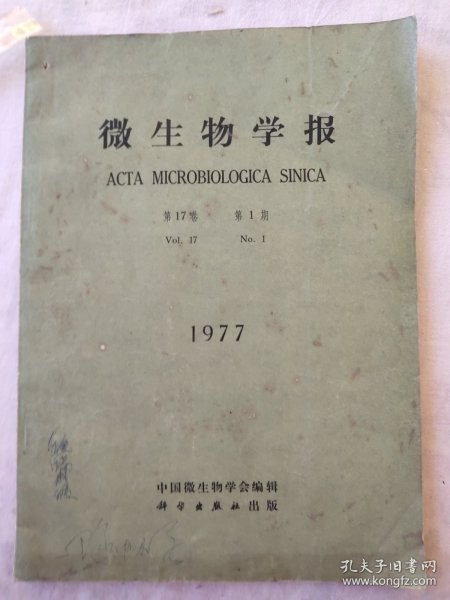 微生物学报
ACTA MICROBIOLOGICA SINICA
第17卷 第1期
Vol. 17 No. 1
1977
中国微生物学会编辑
科学出版社出版
孔夫子旧书网
www.kongfz.com